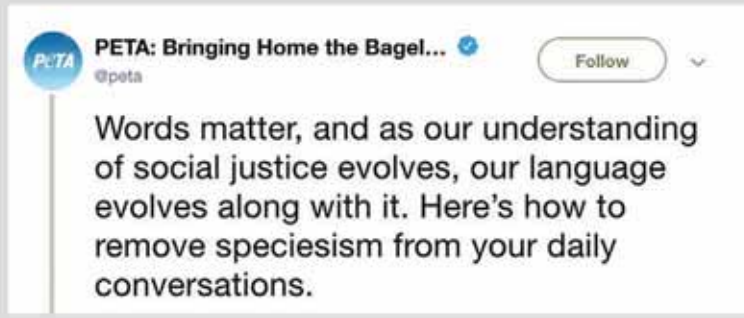 PETA
PETA: Bringing Home the Bagel...
@peta
Follow
Words matter, and as our understanding
of social justice evolves, our language
evolves along with it. Here's how to
remove speciesism from your daily
conversations.